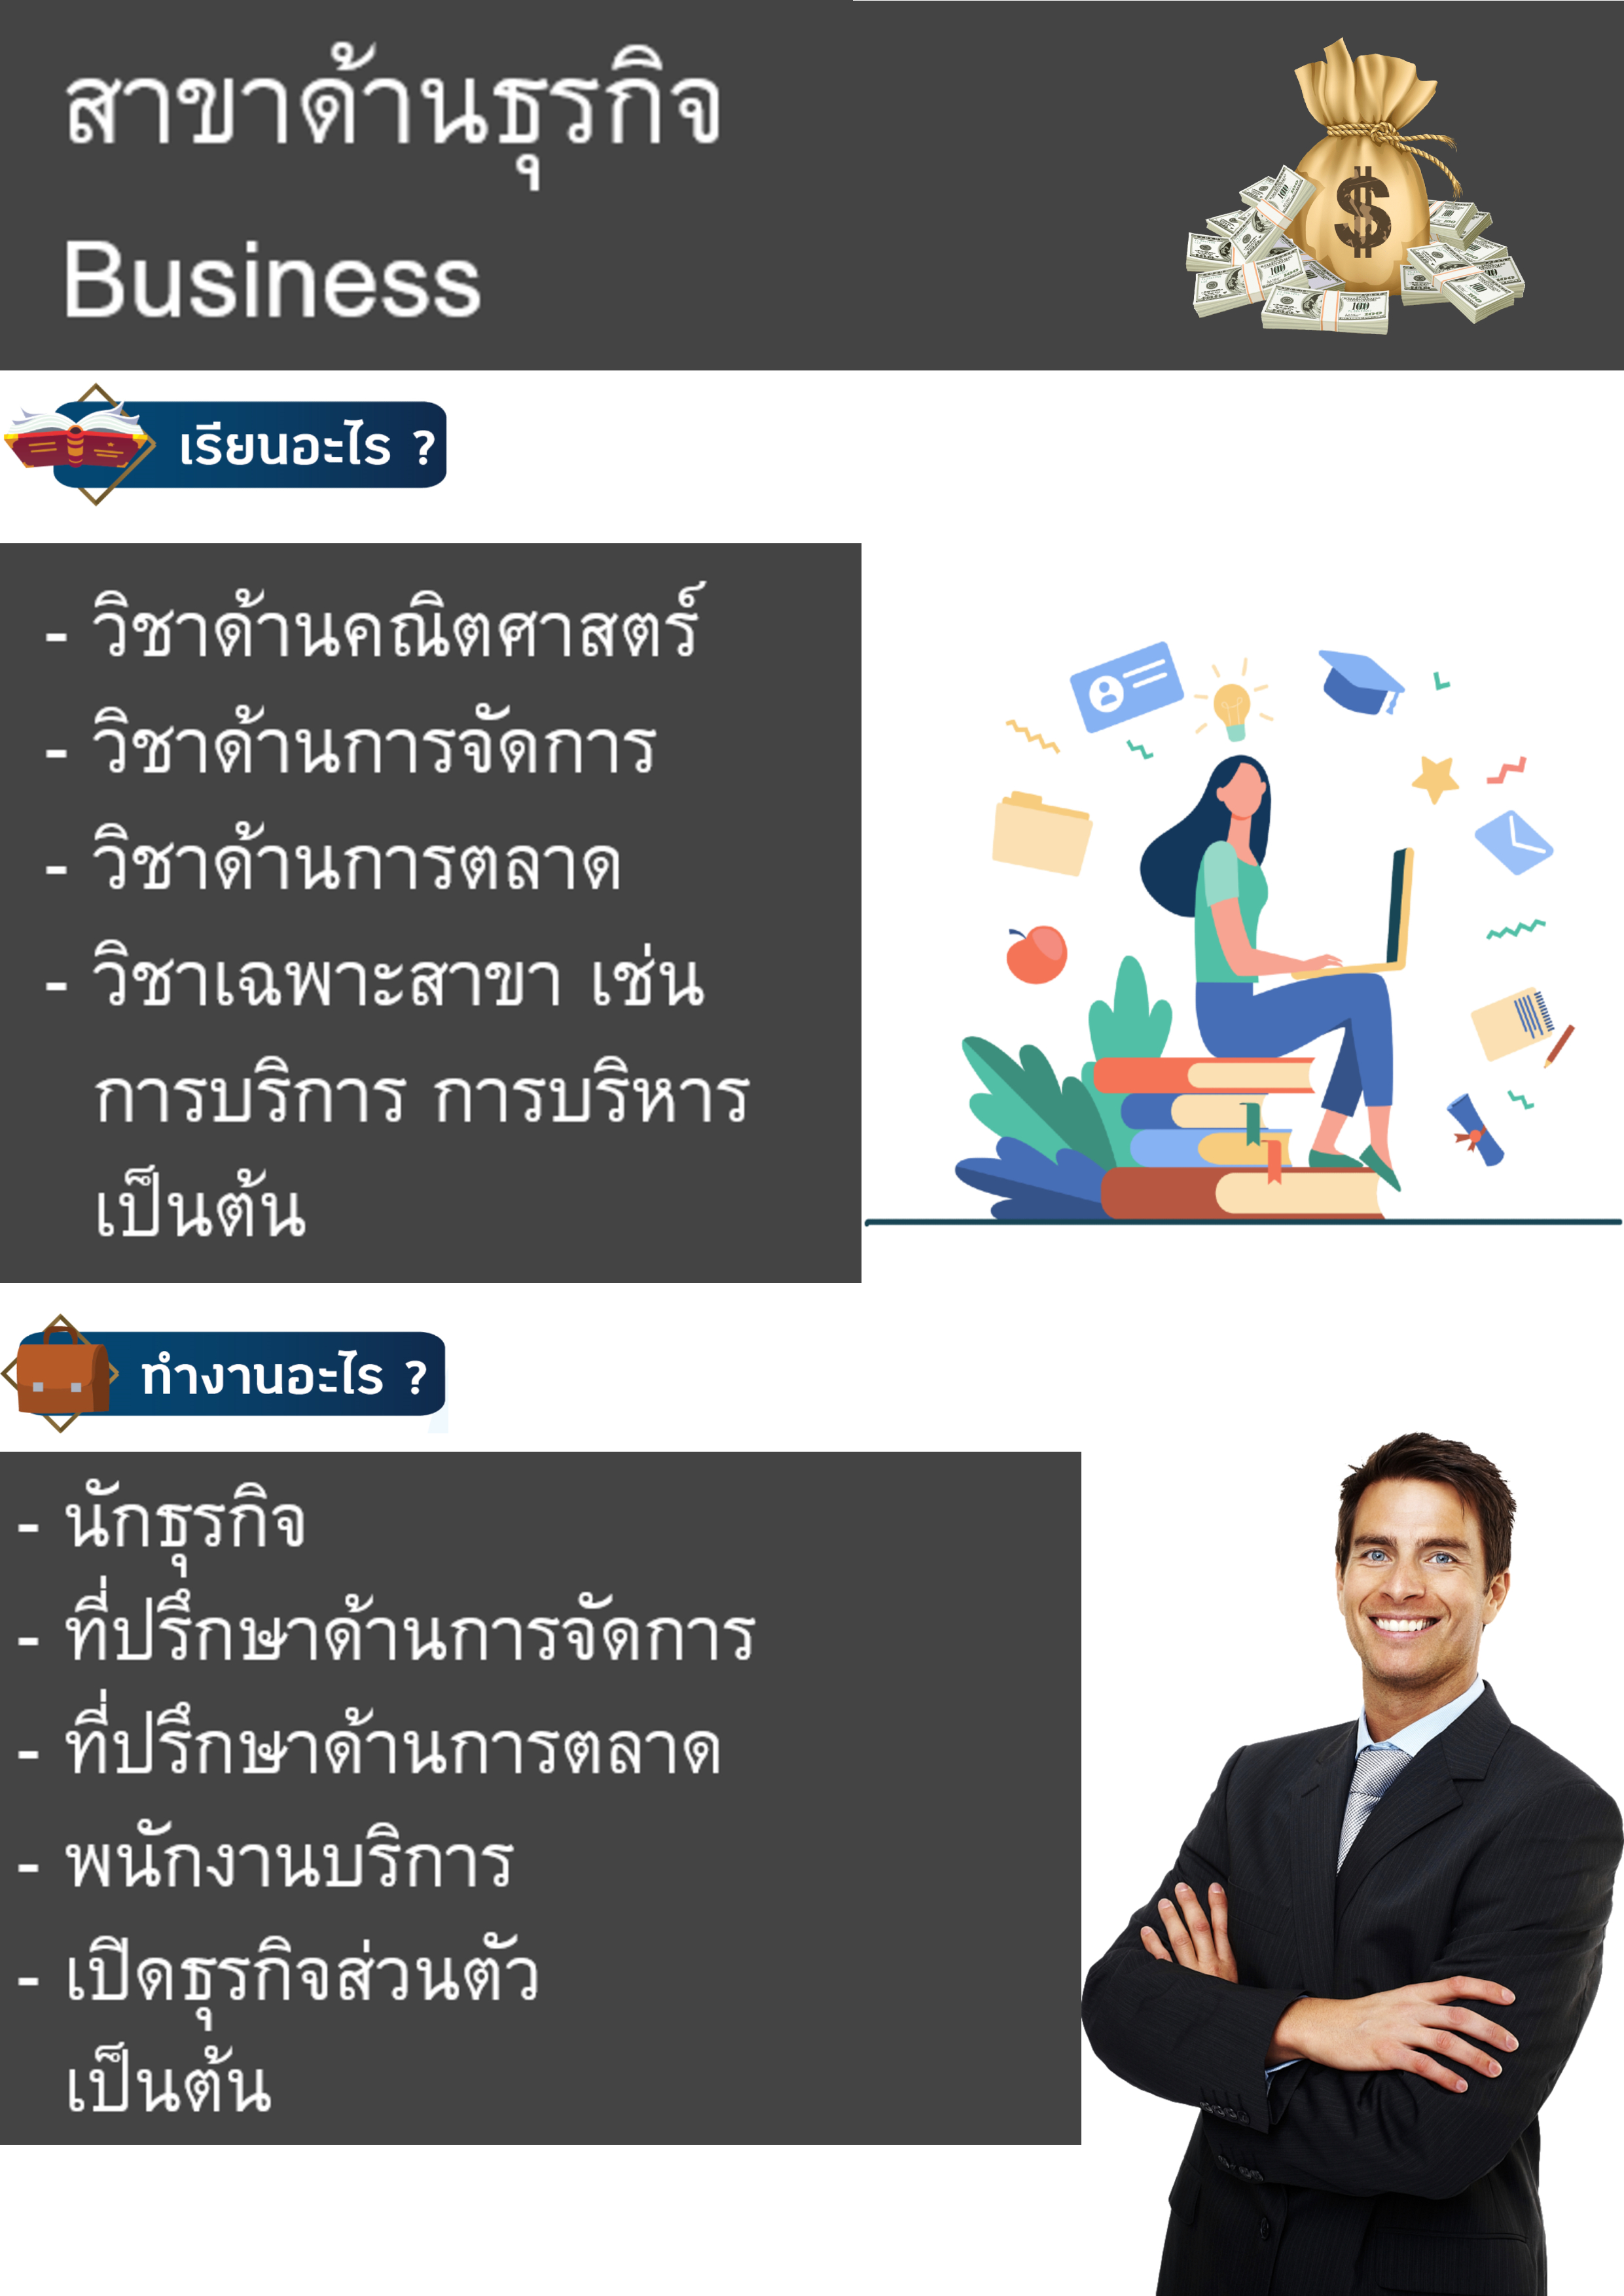 สาขาด้านธุรกิจ
Business
เรียนอะไร ?
- วิชาด้านคณิตศาสตร์
- วิชาด้านการจัดการ
- วิชาด้านการตลาด
- วิชาเฉพาะสาขา เช่น
การบริการ การบริหาร
เป็นต้น
ทำงานอะไร ?
- นักธุรกิจ
- ที่ปรึกษาด้านการจัดการ
- ที่ปรึกษาด้านการตลาด
- พนักงานบริการ
- เปิดธุรกิจส่วนตัว
เป็นต้น